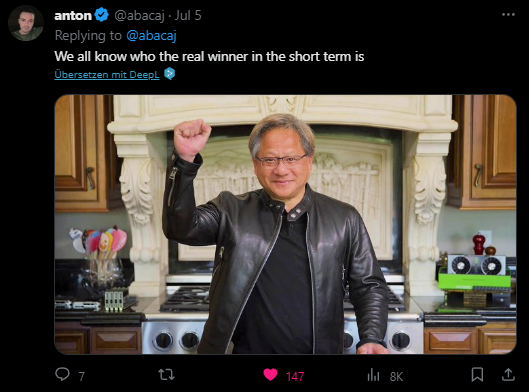 anton @abacaj · Jul 5
Replying to @abacaj
We all know who the real winner in the short term is
Übersetzen mit DeepL
7 147 8K